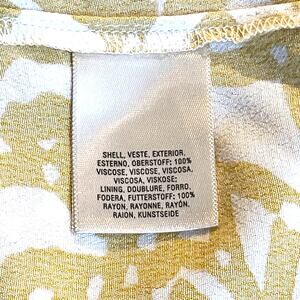 SHELL, VESTE, EXTERIOR,
ESTERNO, OBERSTOFF: 100%
VISCOSE, VISCOSE, VISCOSA,
VISCOSA, VISKOSE;
LINING, DOUBLURE, FORRO,
FODERA, FUTTERSTOFF: 100%
RAYON, RAYONNE, RAYÓN,
RAION, KUNSTSEIDE